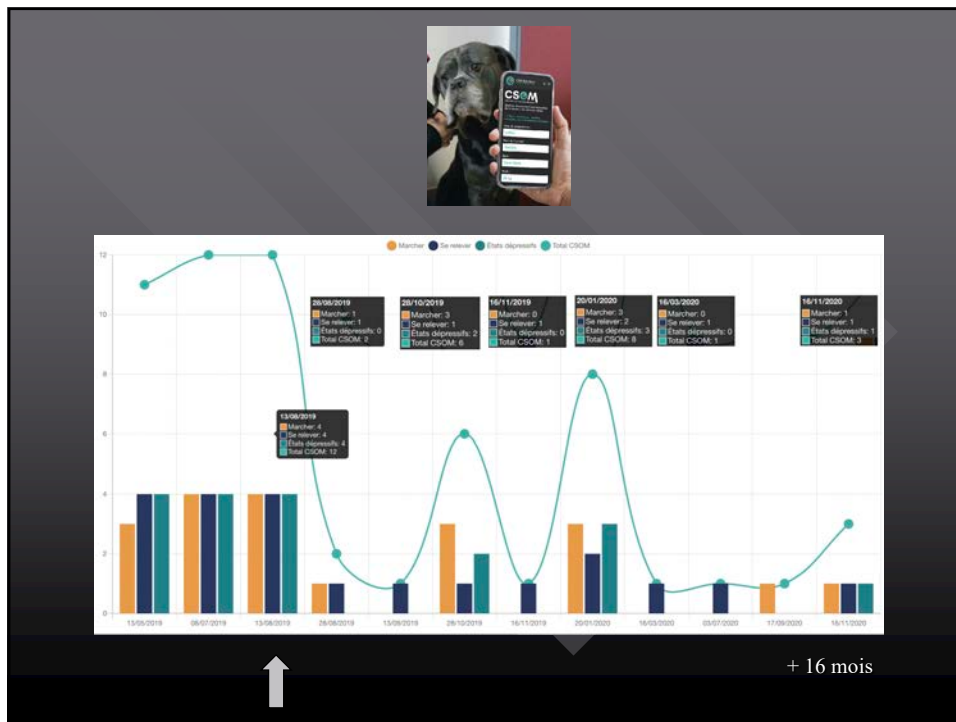 CSOM
Marcher Se relever États dépressifs Total CSOM
12
10
8
6
4
2
0
28/08/2019
Marcher: 1
Se relever: 1
États dépressifs: 0
Total CSOM: 2
28/10/2019
Marcher: 3
Se relever: 1
États dépressifs: 2
Total CSOM: 6
16/11/2019
Marcher: 0
Se relever: 1
États dépressifs: 0
Total CSOM: 1
20/01/2020
Marcher: 3
Se relever: 2
États dépressifs: 3
Total CSOM: 8
16/03/2020
Marcher: 0
Se relever: 1
États dépressifs: 0
Total CSOM: 1
16/11/2020
Marcher: 1
Se relever: 1
États dépressifs: 1
Total CSOM: 3
13/08/2019
Marcher: 4
Se relever: 4
États dépressifs: 4
Total CSOM: 12
13/05/2019 08/07/2019 13/08/2019 28/08/2019 13/09/2019 28/10/2019 16/11/2019 20/01/2020 16/03/2020 03/07/2020 17/09/2020 16/11/2020
+ 16 mois